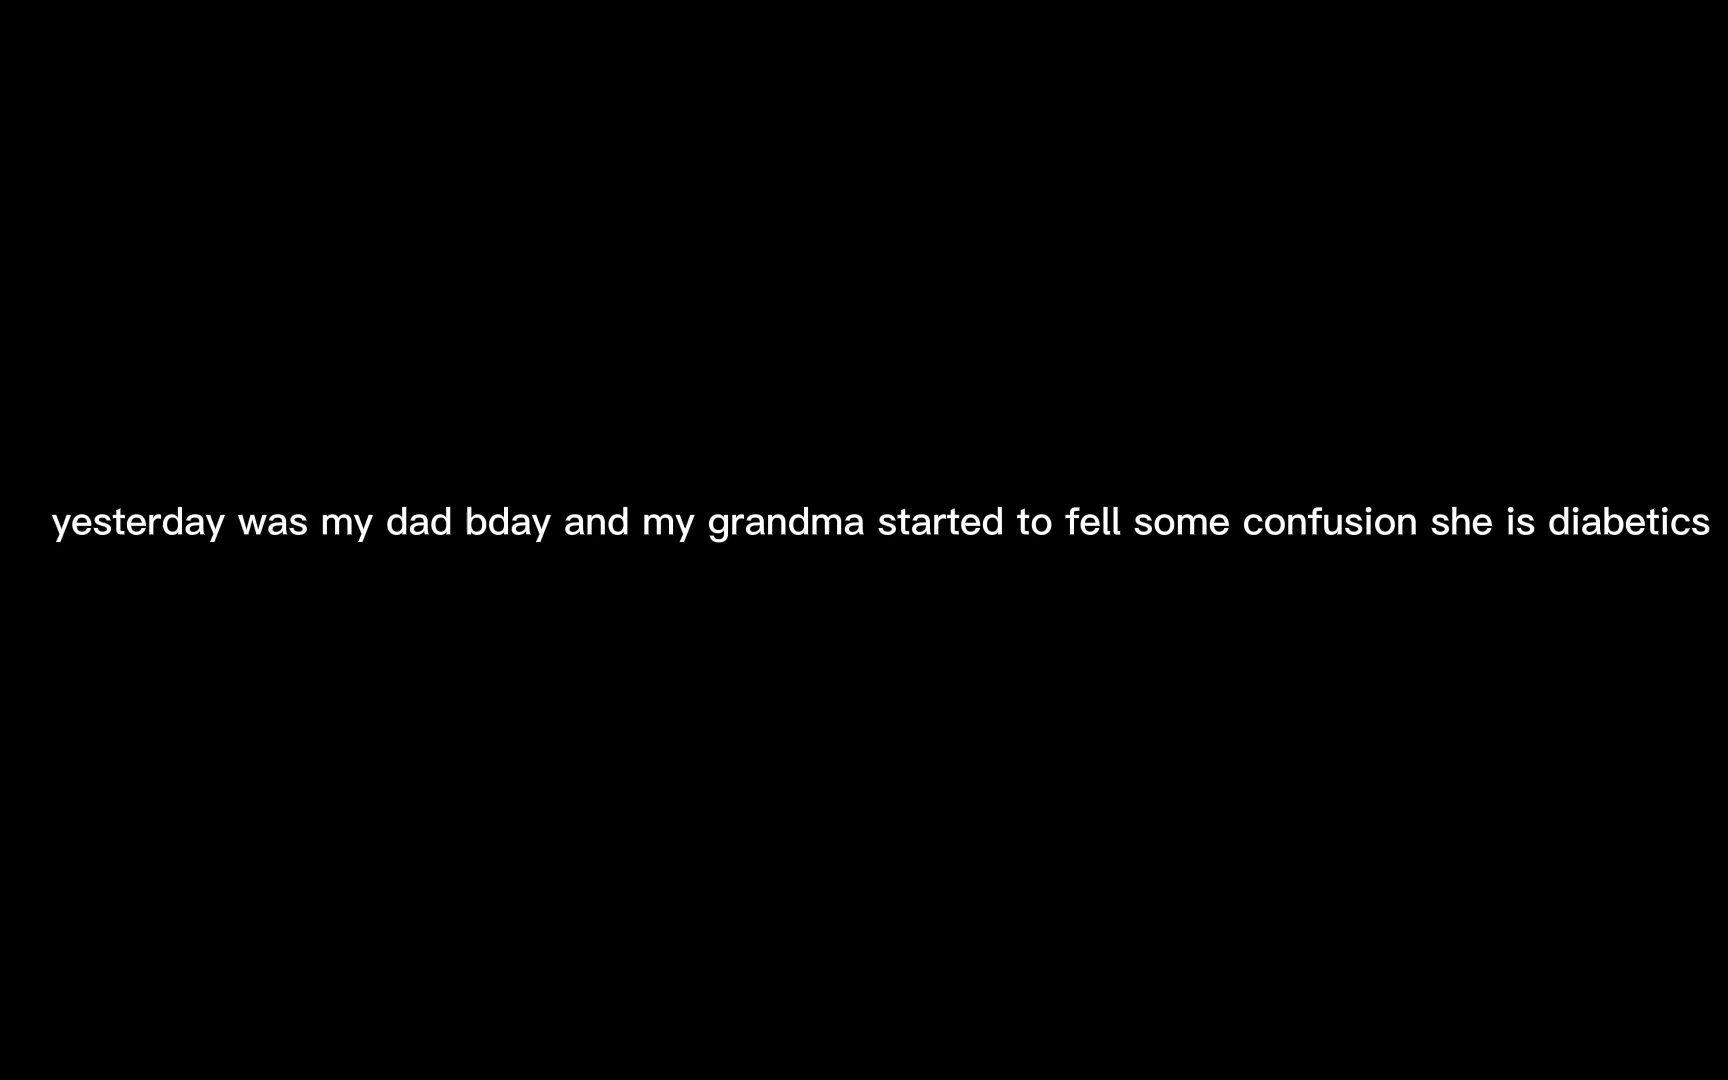 yesterday was my dad bday and my grandma started to fell some confusion she is diabetics